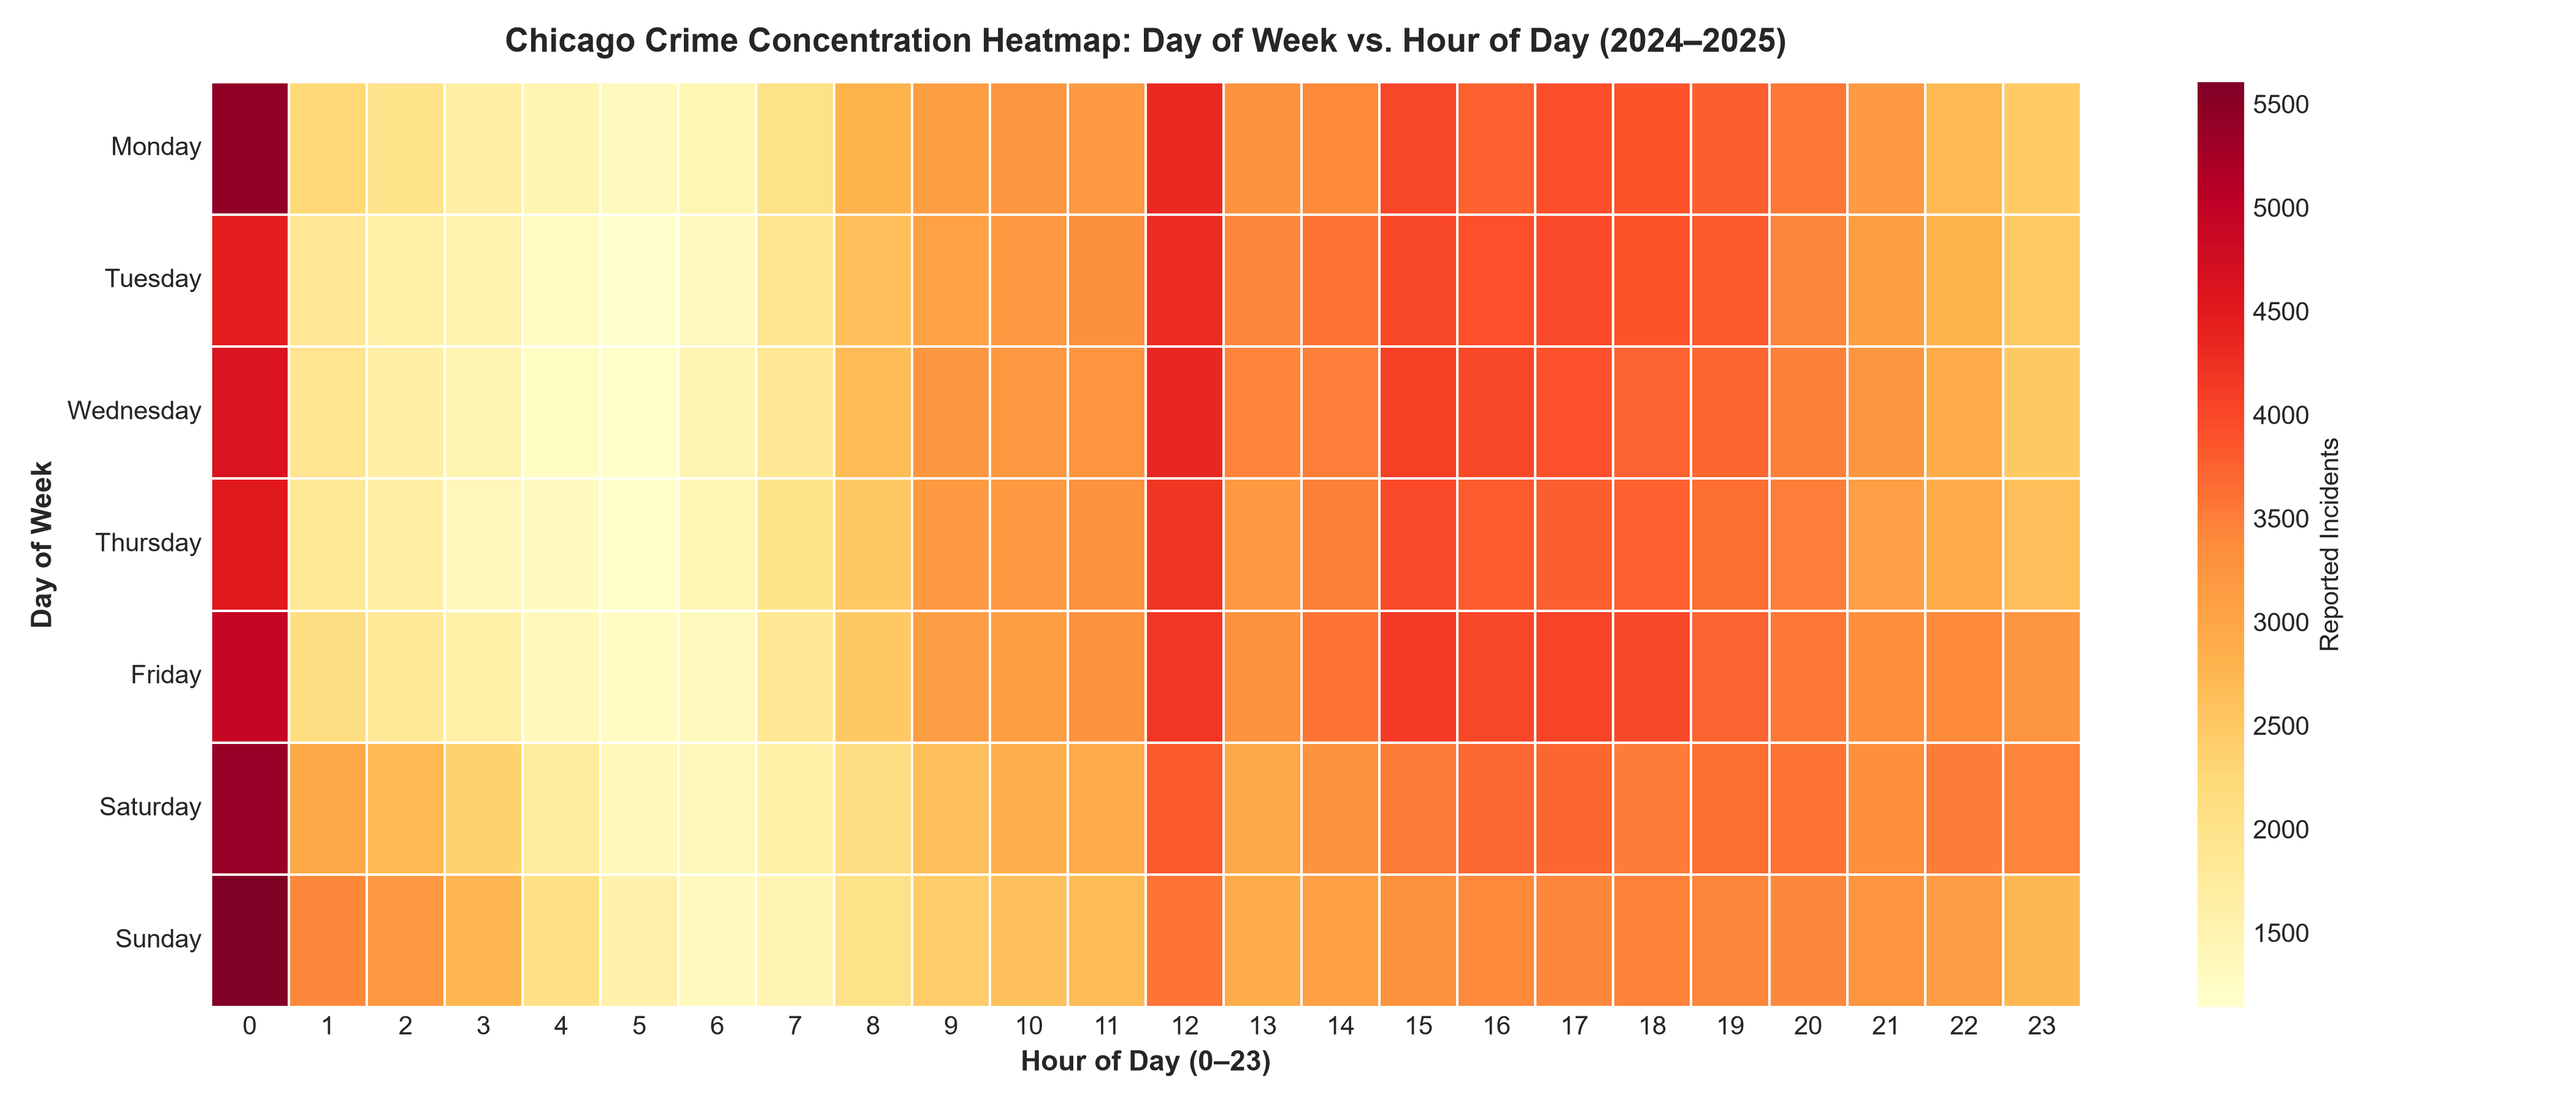 Chicago Crime Concentration Heatmap: Day of Week vs. Hour of Day (2024–2025)
Day of Week
Monday
Tuesday
Wednesday
Thursday
Friday
Saturday
Sunday
0 1 2 3 4 5 6 7 8 9 10 11 12 13 14 15 16 17 18 19 20 21 22 23
Hour of Day (0–23)
5500
5000
4500
4000
3500
3000
2500
2000
1500
Reported Incidents